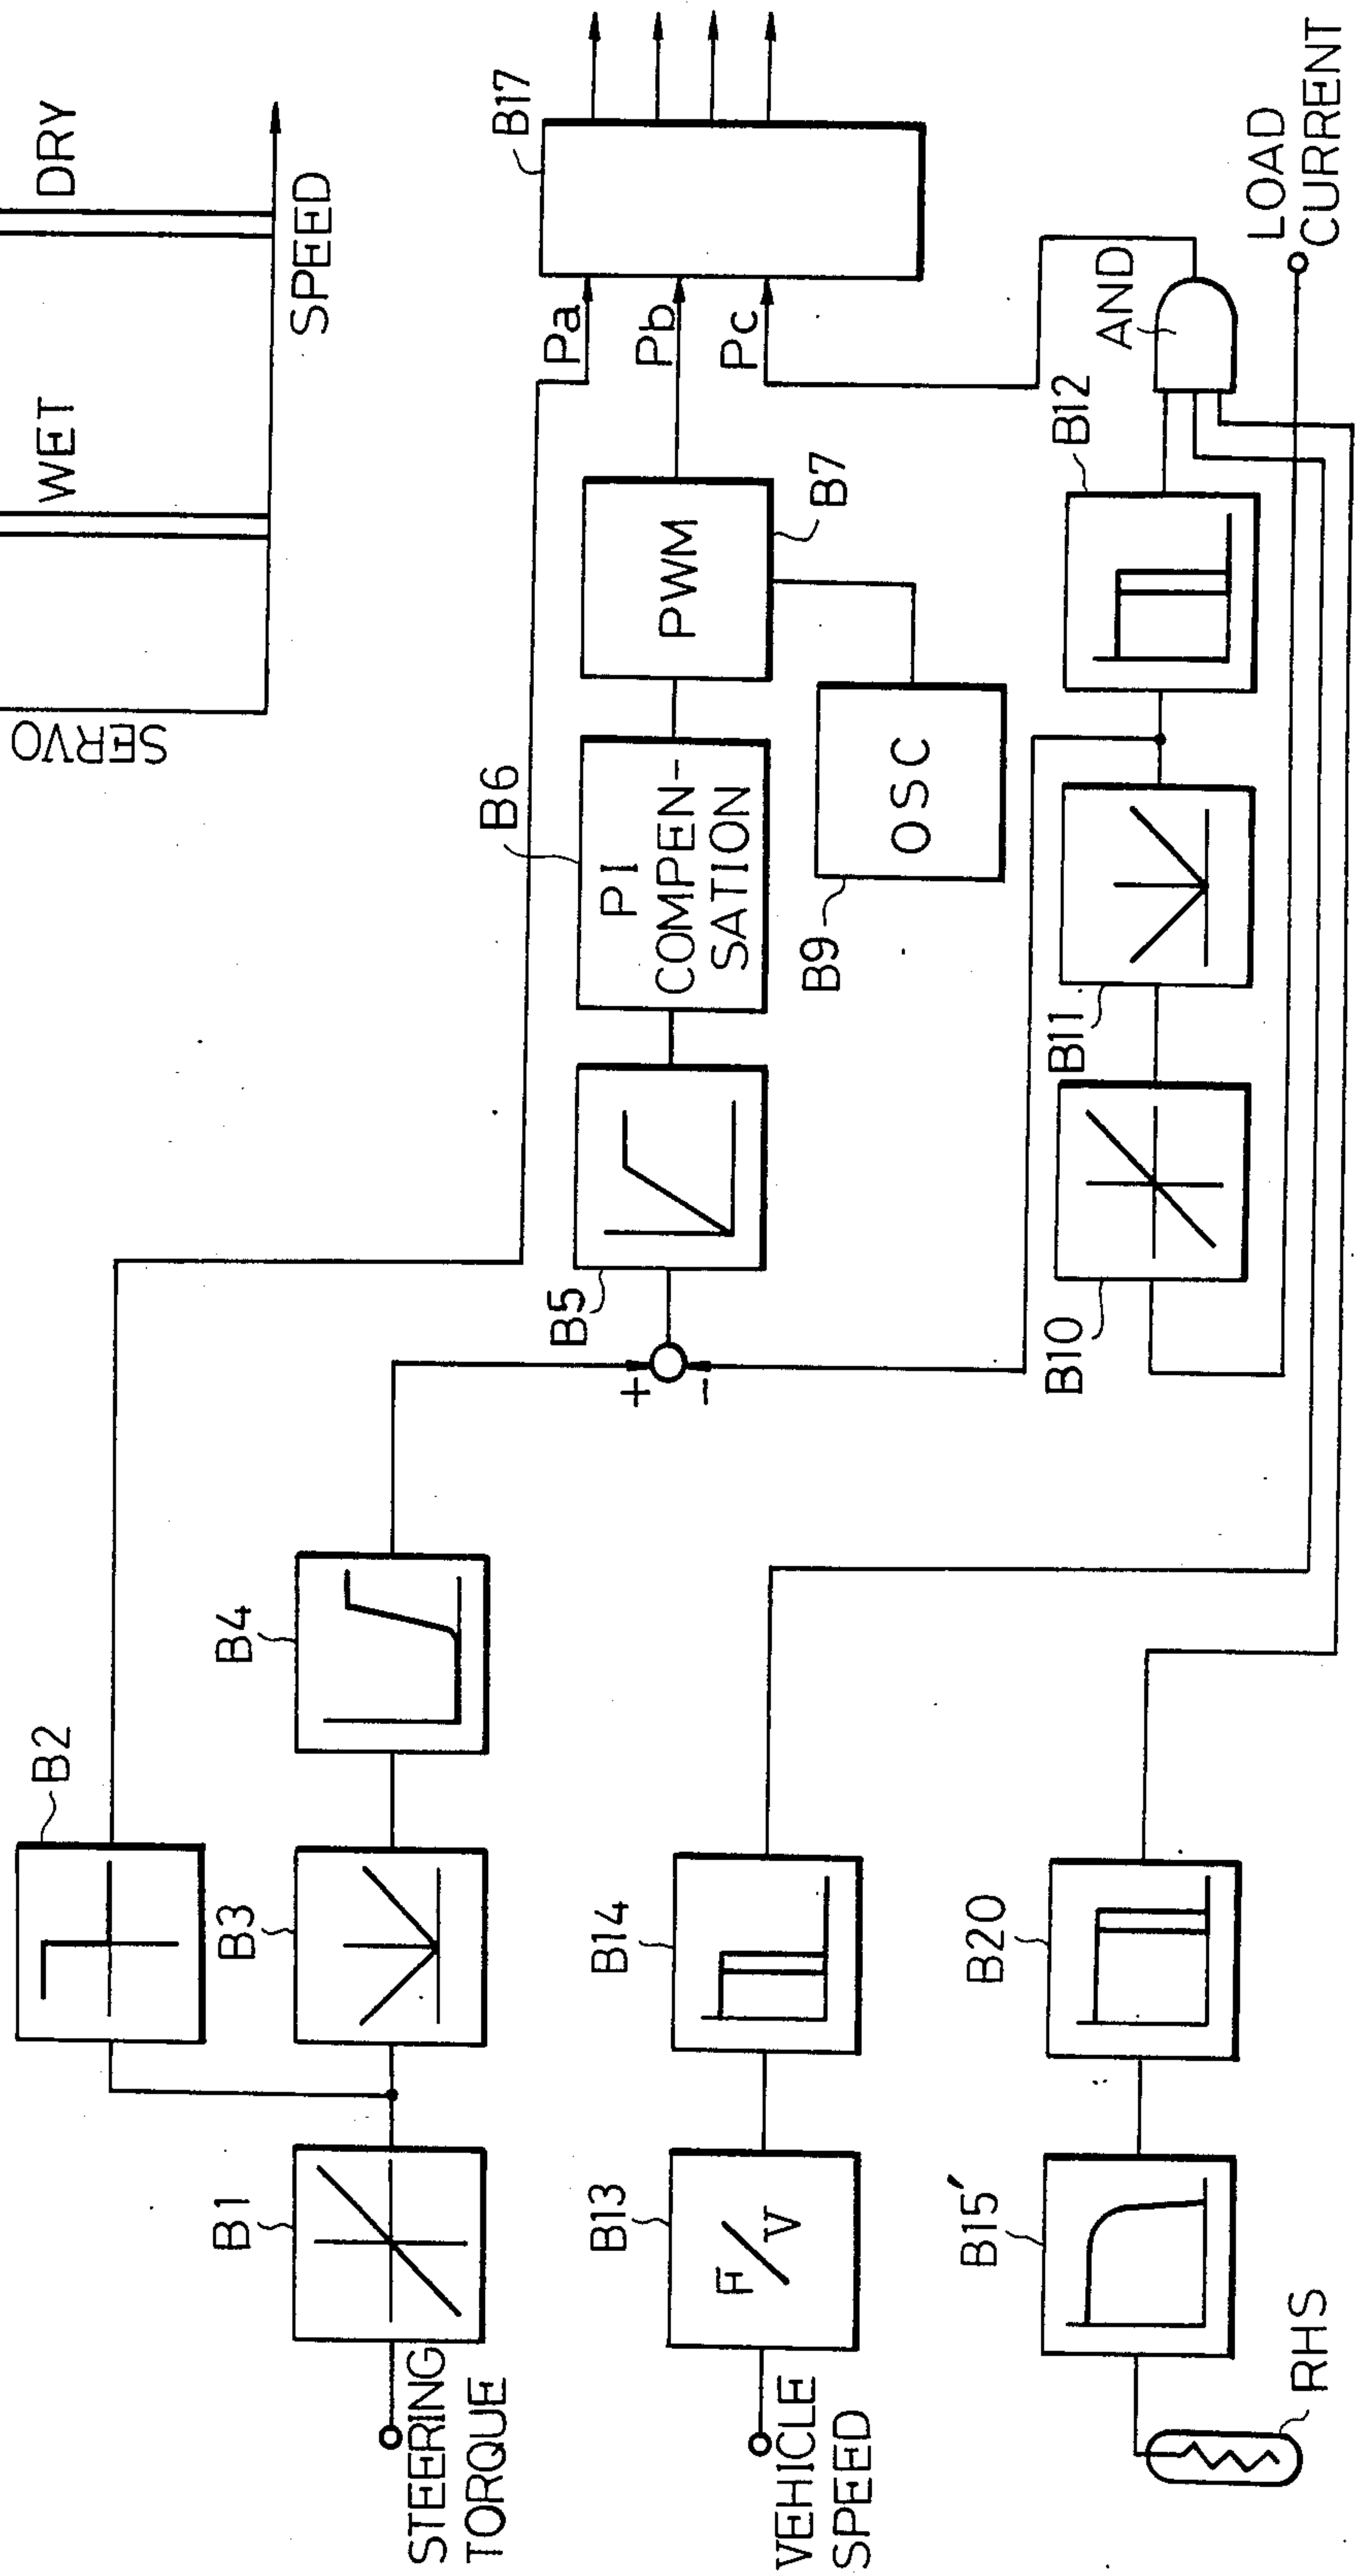 SERVO
WET
DRY
SPEED
B2
B1
B3
B4
STEERING
TORQUE
B5
B6
PI
COMPEN-
SATION
PWM
B7
B9
OSC
Pa
Pb
Pc
B17
+
-
B13
F/V
B14
VEHICLE
SPEED
B10
B11
B12
AND
LOAD
CURRENT
B15'
B20
RHS